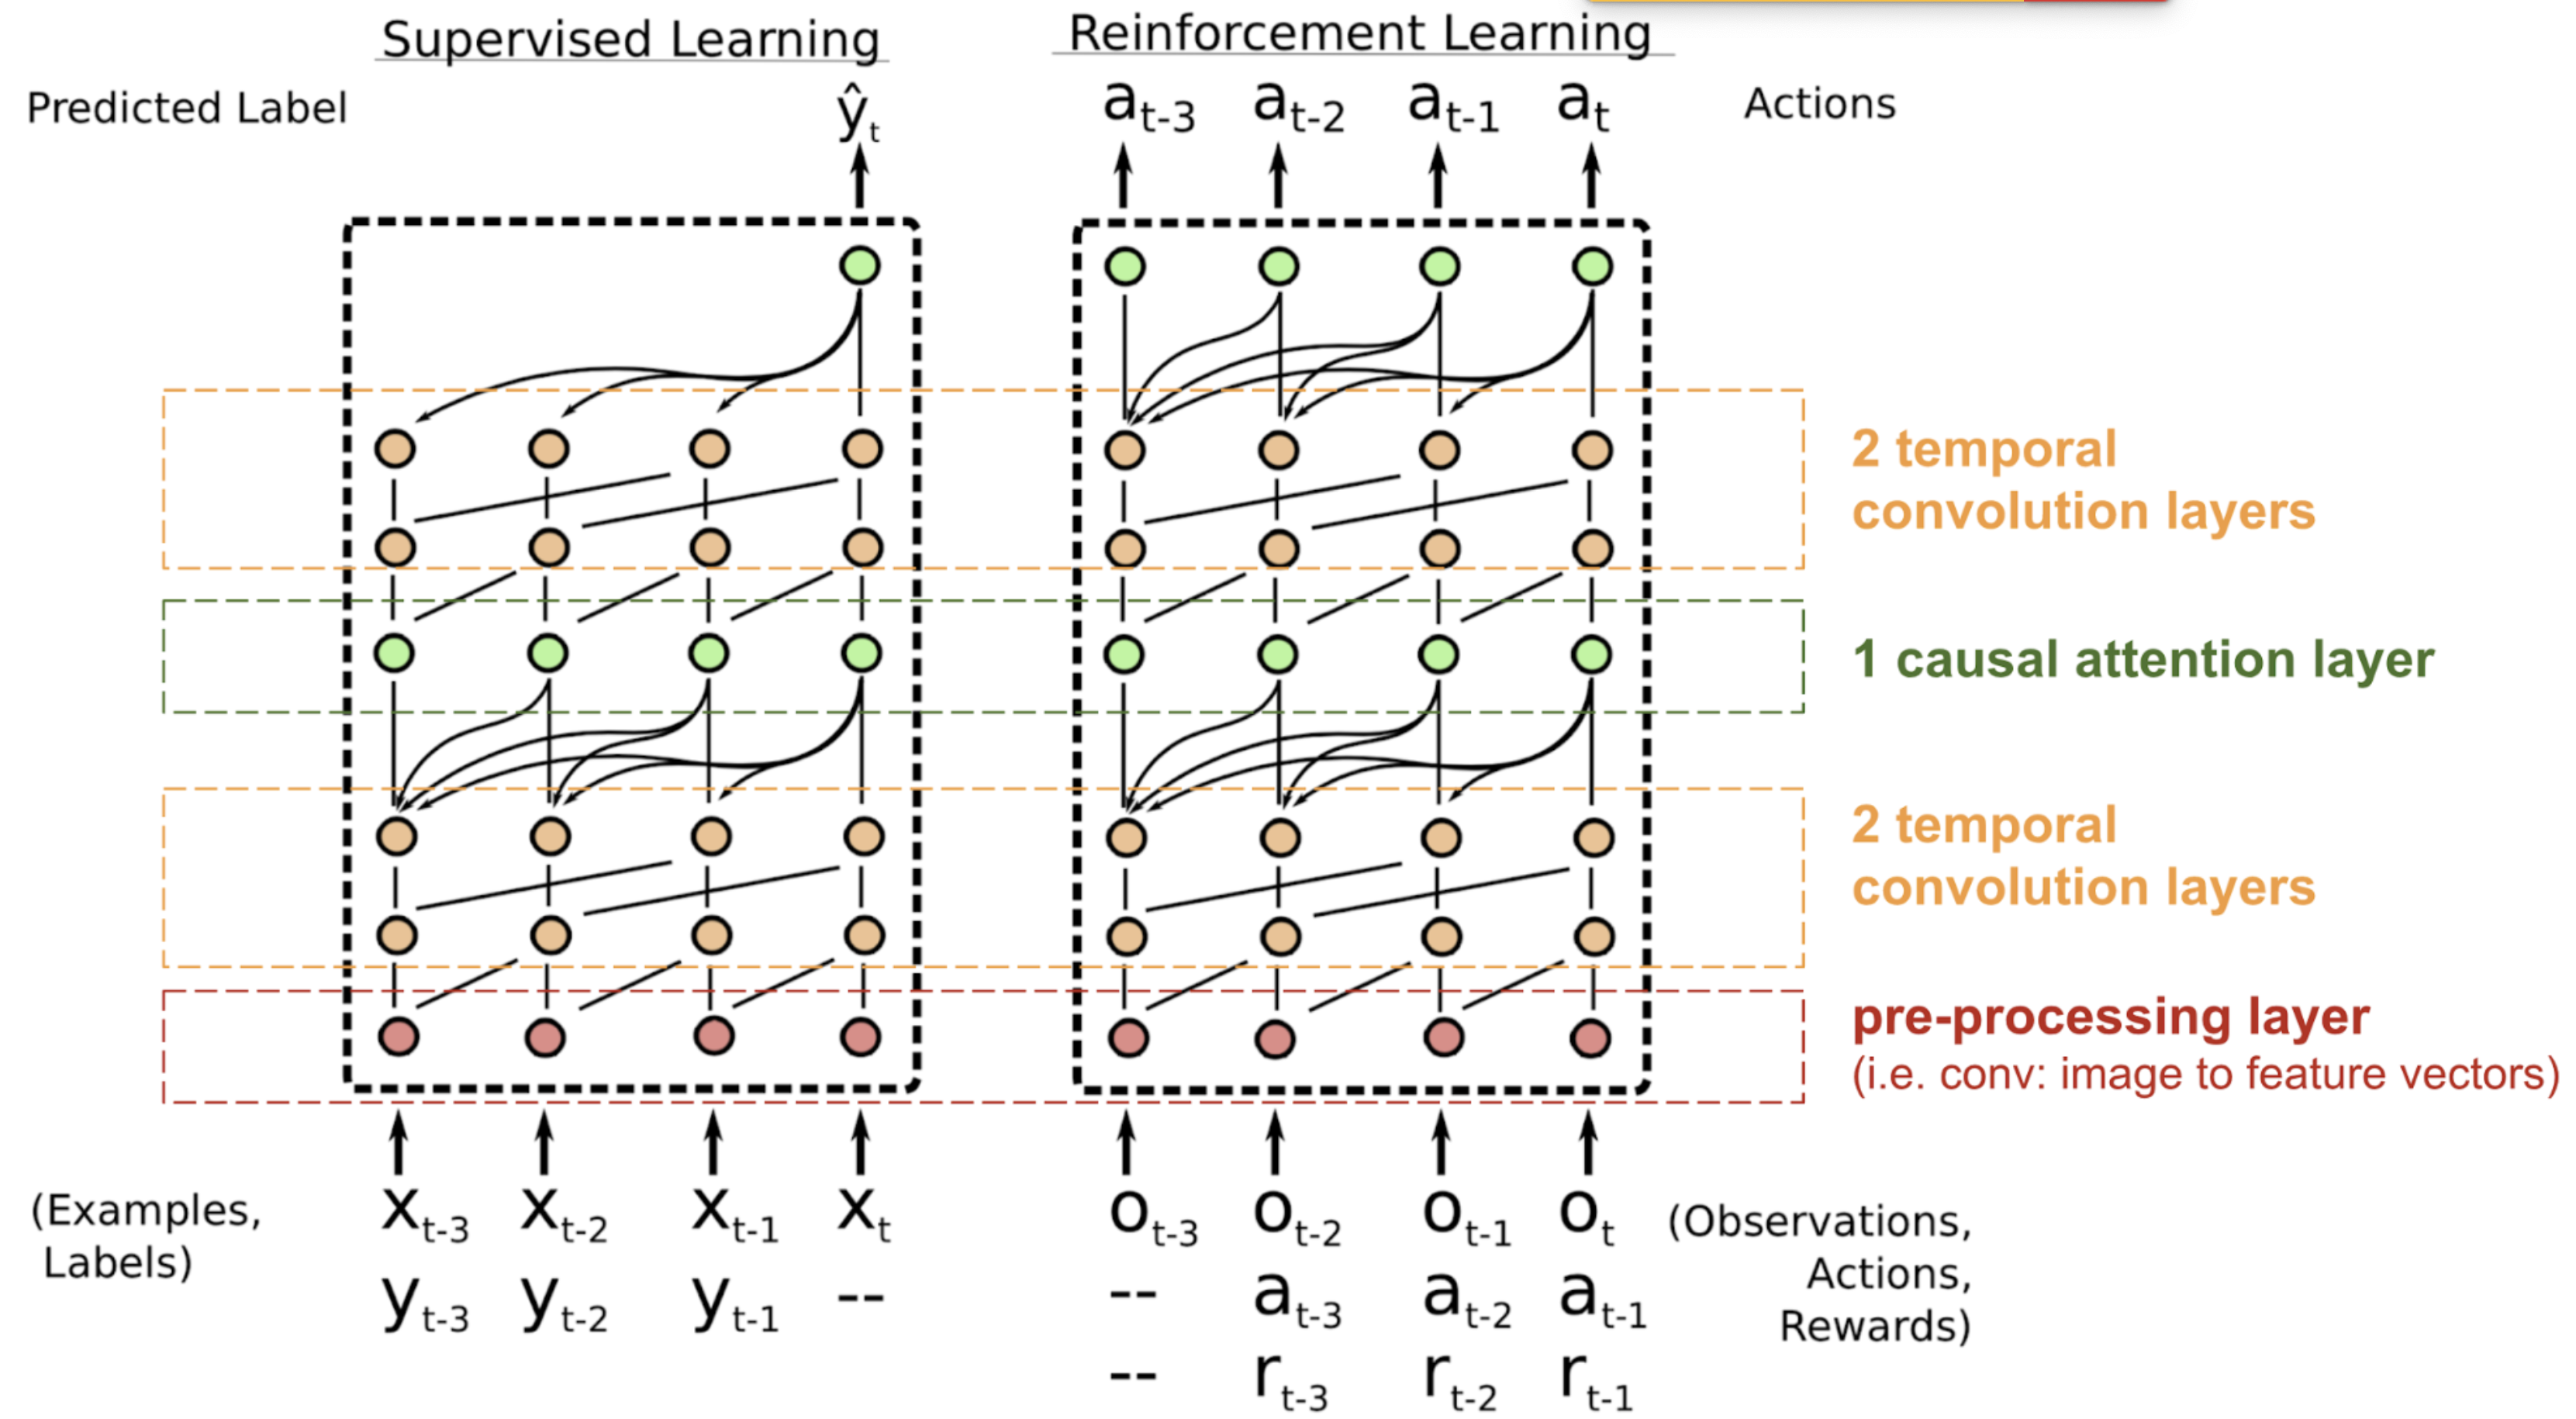 Supervised Learning
Reinforcement Learning
Predicted Label
ŷt
at-3 at-2 at-1 at
Actions
2 temporal
convolution layers
1 causal attention layer
2 temporal
convolution layers
pre-processing layer
(i.e. conv: image to feature vectors)
(Examples,
Labels)
xt-3 xt-2 xt-1 xt
yt-3 yt-2 yt-1 --
ot-3 ot-2 ot-1 ot
-- at-3 at-2 at-1
-- rt-3 rt-2 rt-1
(Observations,
Actions,
Rewards)